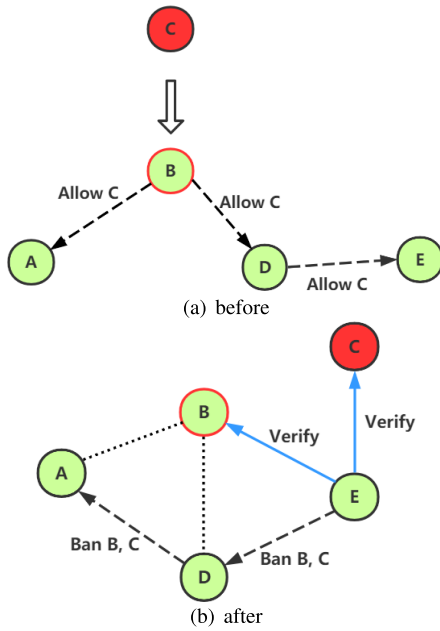 C
B
Allow C
Allow C
A
D
E
Allow C
(a) before
C
B
Verify
Verify
A
E
Ban B, C
Ban B, C
D
(b) after